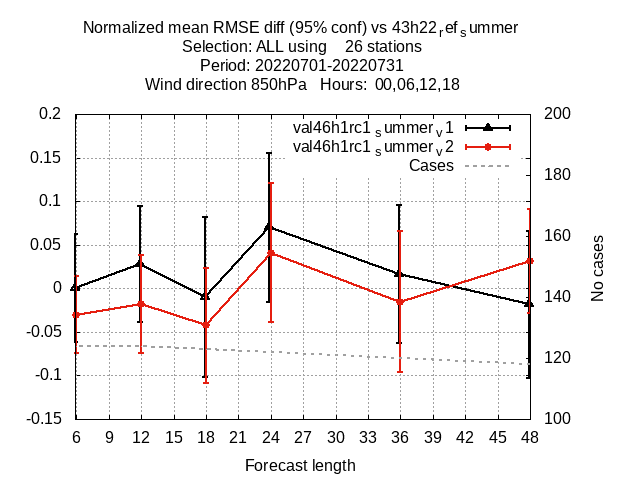 Normalized mean RMSE diff (95% conf) vs 43h22refsummer
Selection: ALL using 26 stations
Period: 20220701-20220731
Wind direction 850hPa Hours: 00,06,12,18
val46h1rc1summerv1
val46h1rc1summerv2
Cases
0.2
0.15
0.1
0.05
0
-0.05
-0.1
-0.15
200
180
160
140
120
100
No cases
6 9 12 15 18 21 24 27 30 33 36 39 42 45 48
Forecast length